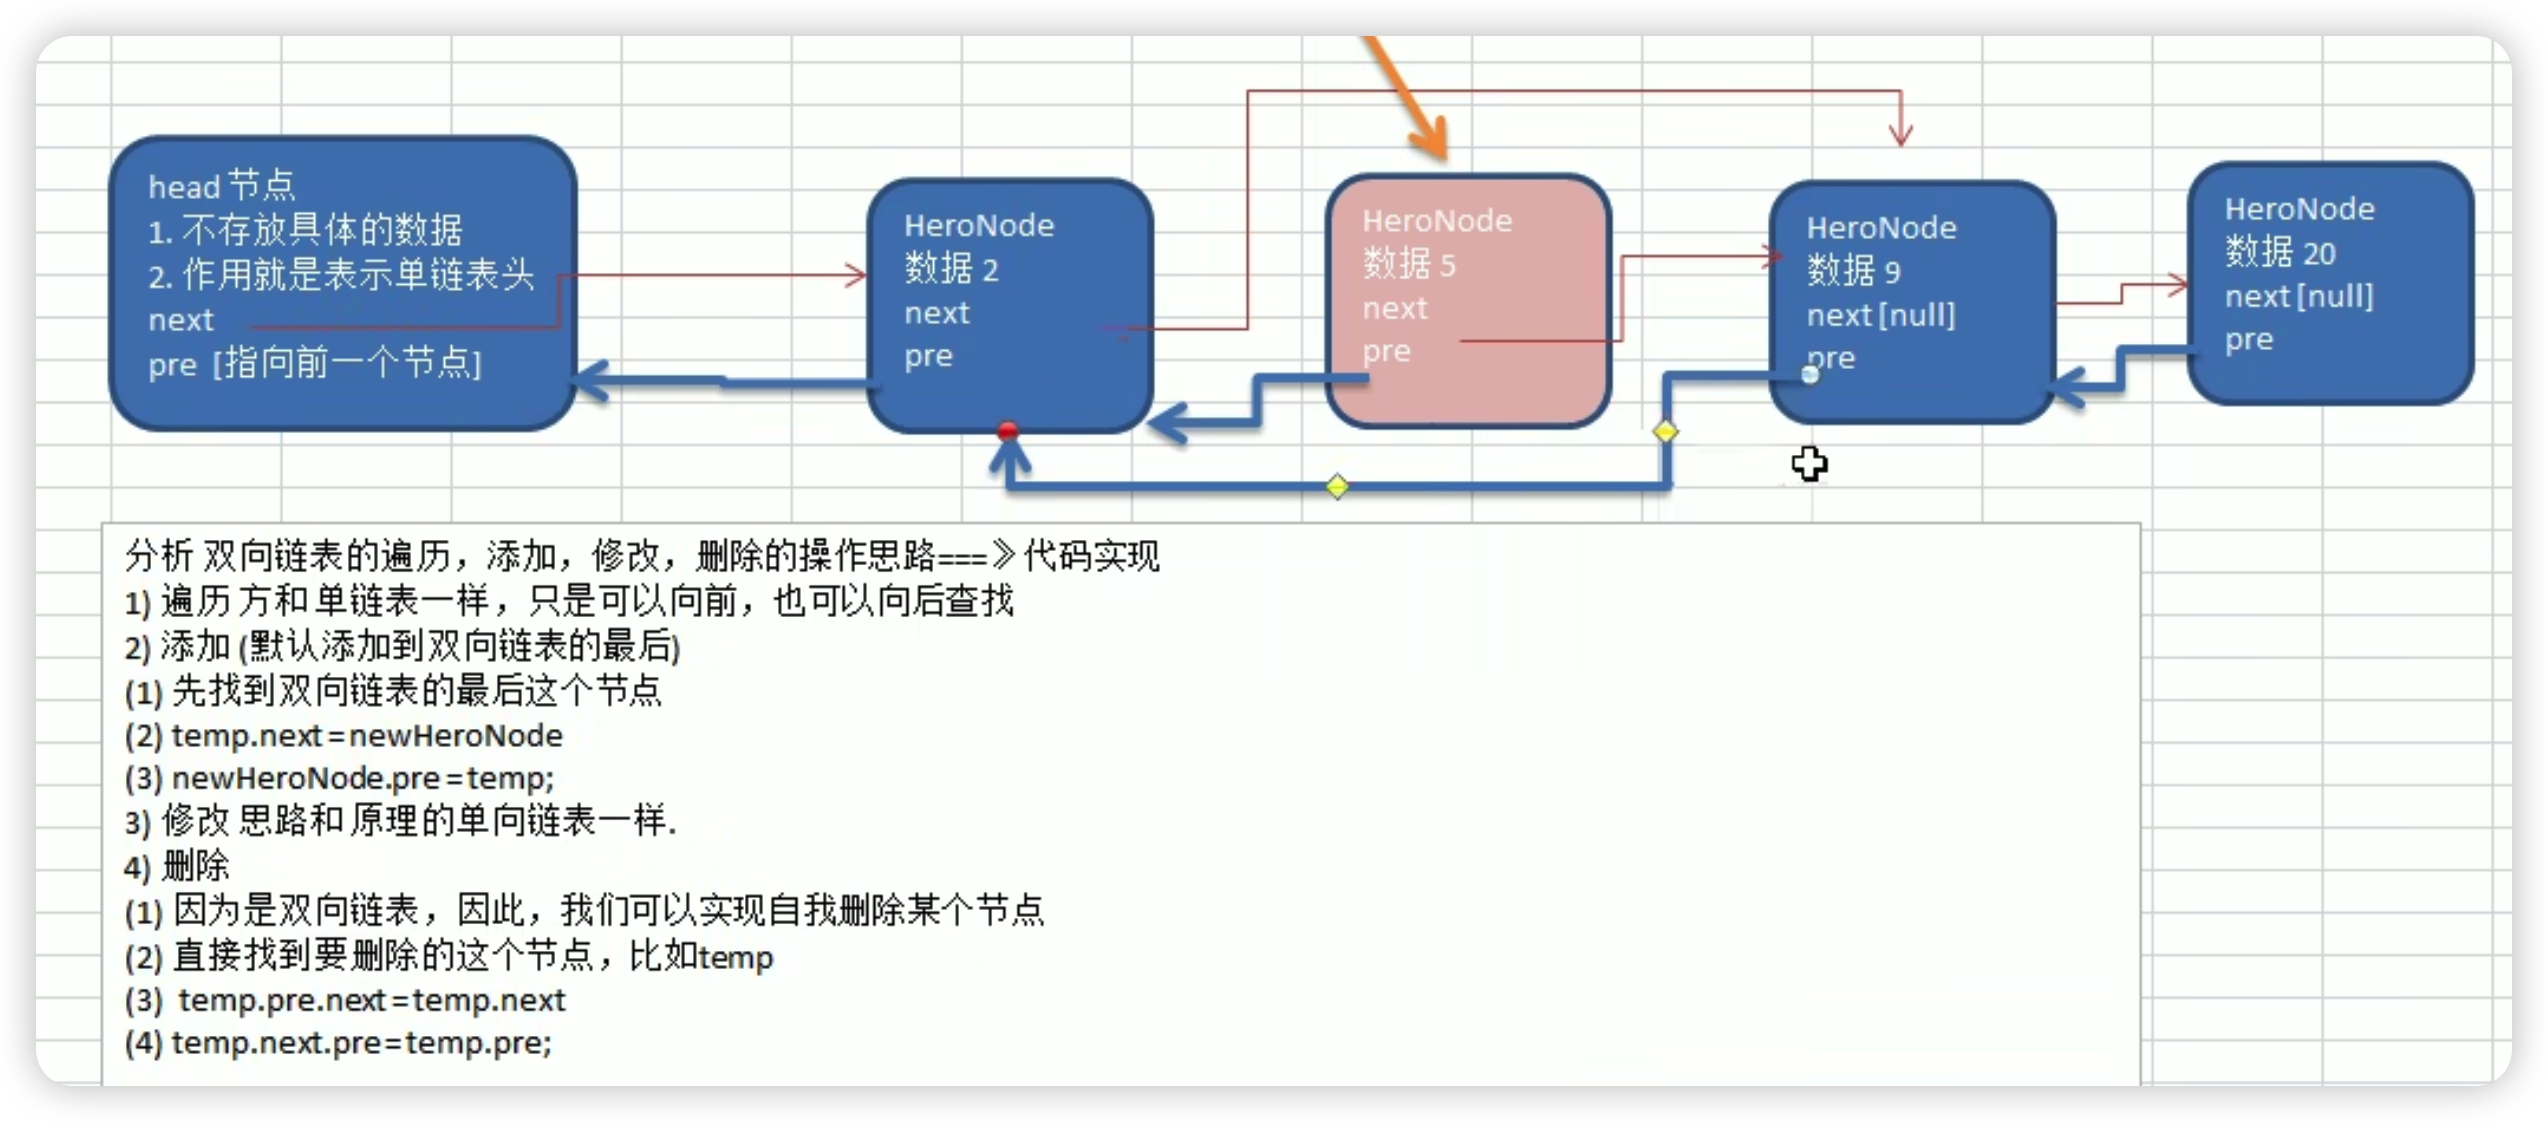 head 节点
1. 不存放具体的数据
2. 作用就是表示单链表头
next
pre [指向前一个节点]
HeroNode
数据 2
next
pre
HeroNode
数据 5
next
pre
HeroNode
数据 9
next [null]
pre
HeroNode
数据 20
next [null]
pre
分析 双向链表的遍历，添加，修改，删除的操作思路===》代码实现
1) 遍历 方和 单链表一样，只是可以向前，也可以向后查找
2) 添加 (默认添加到双向链表的最后)
(1) 先找到双向链表的最后这个节点
(2) temp.next = newHeroNode
(3) newHeroNode.pre = temp;
3) 修改 思路和 原理的单向链表一样.
4) 删除
(1) 因为是双向链表，因此，我们可以实现自我删除某个节点
(2) 直接找到要删除的这个节点，比如temp
(3) temp.pre.next = temp.next
(4) temp.next.pre = temp.pre;